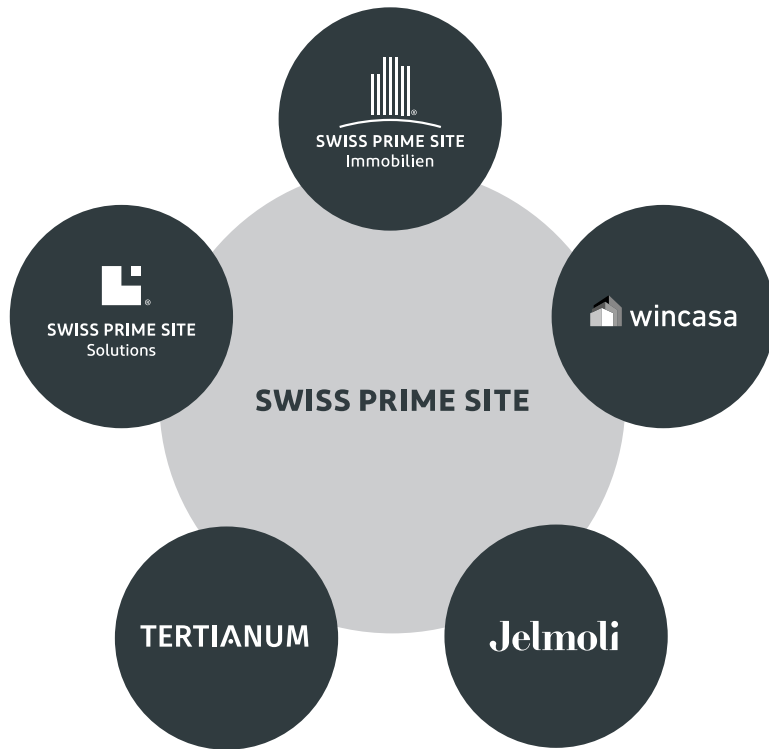 SWISS PRIME SITE
Immobilien
SWISS PRIME SITE
Solutions
wincasa
SWISS PRIME SITE
TERTIANUM
Jelmoli